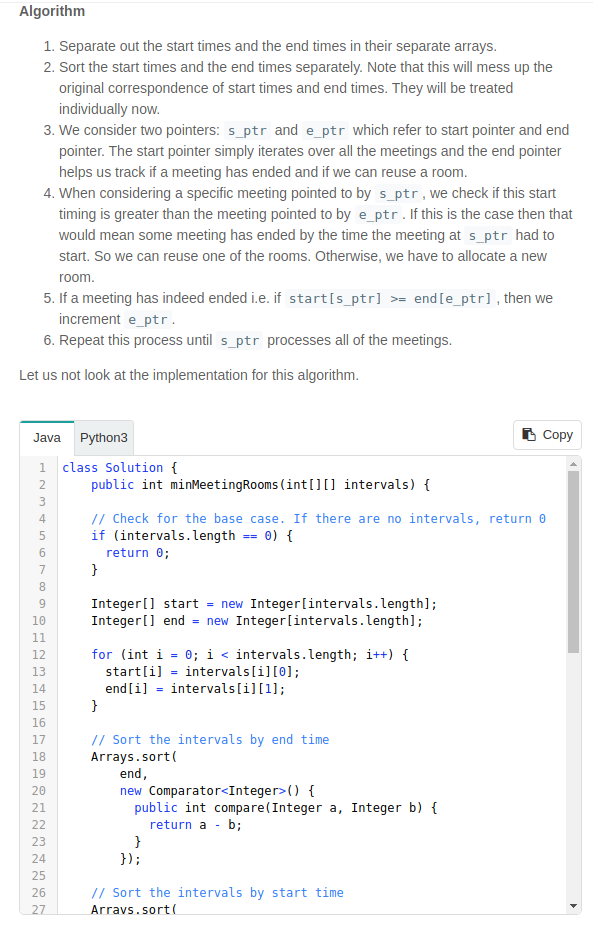 Algorithm
1. Separate out the start times and the end times in their separate arrays.
2. Sort the start times and the end times separately. Note that this will mess up the
original correspondence of start times and end times. They will be treated
individually now.
3. We consider two pointers: s_ptr and e_ptr which refer to start pointer and end
pointer. The start pointer simply iterates over all the meetings and the end pointer
helps us track if a meeting has ended and if we can reuse a room.
4. When considering a specific meeting pointed to by s_ptr , we check if this start
timing is greater than the meeting pointed to by e_ptr . If this is the case then that
would mean some meeting has ended by the time the meeting at s_ptr had to
start. So we can reuse one of the rooms. Otherwise, we have to allocate a new
room.
5. If a meeting has indeed ended i.e. if start[s_ptr] >= end[e_ptr] , then we
increment e_ptr .
6. Repeat this process until s_ptr processes all of the meetings.
Let us not look at the implementation for this algorithm.
Java Python3 Copy
1 class Solution {
2     public int minMeetingRooms(int[][] intervals) {
3
4     // Check for the base case. If there are no intervals, return 0
5     if (intervals.length == 0) {
6       return 0;
7     }
8
9     Integer[] start = new Integer[intervals.length];
10     Integer[] end = new Integer[intervals.length];
11
12     for (int i = 0; i < intervals.length; i++) {
13       start[i] = intervals[i][0];
14       end[i] = intervals[i][1];
15     }
16
17     // Sort the intervals by end time
18     Arrays.sort(
19         end,
20         new Comparator<Integer>() {
21           public int compare(Integer a, Integer b) {
22             return a - b;
23           }
24         });
25
26     // Sort the intervals by start time
27     Arrays.sort(